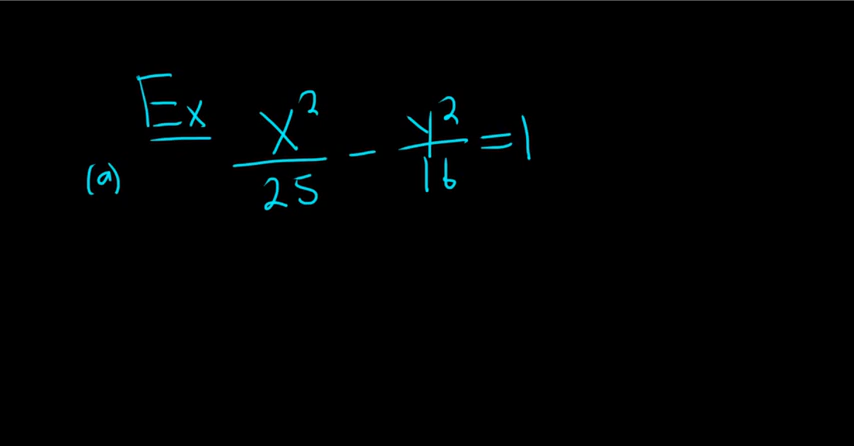 Ex
(a) x²/25 - y²/16 = 1